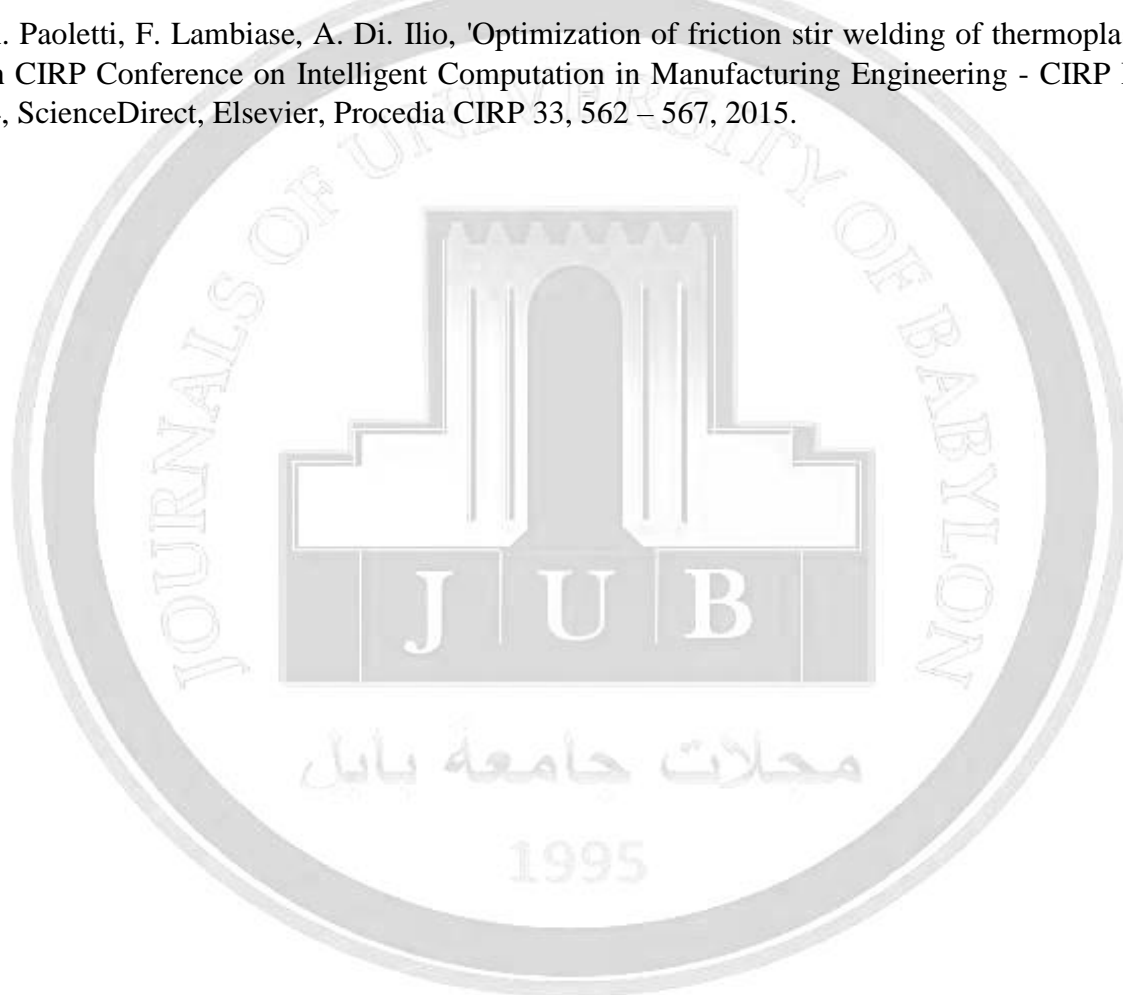 . Paoletti, F. Lambiase, A. Di. Ilio, 'Optimization of friction stir welding of thermopla
CIRP Conference on Intelligent Computation in Manufacturing Engineering - CIRP
, ScienceDirect, Elsevier, Procedia CIRP 33, 562 – 567, 2015.
JOURNALS OF UNIVERSITY OF BABYLON
J U B
مجلات جامعة بابل
1995